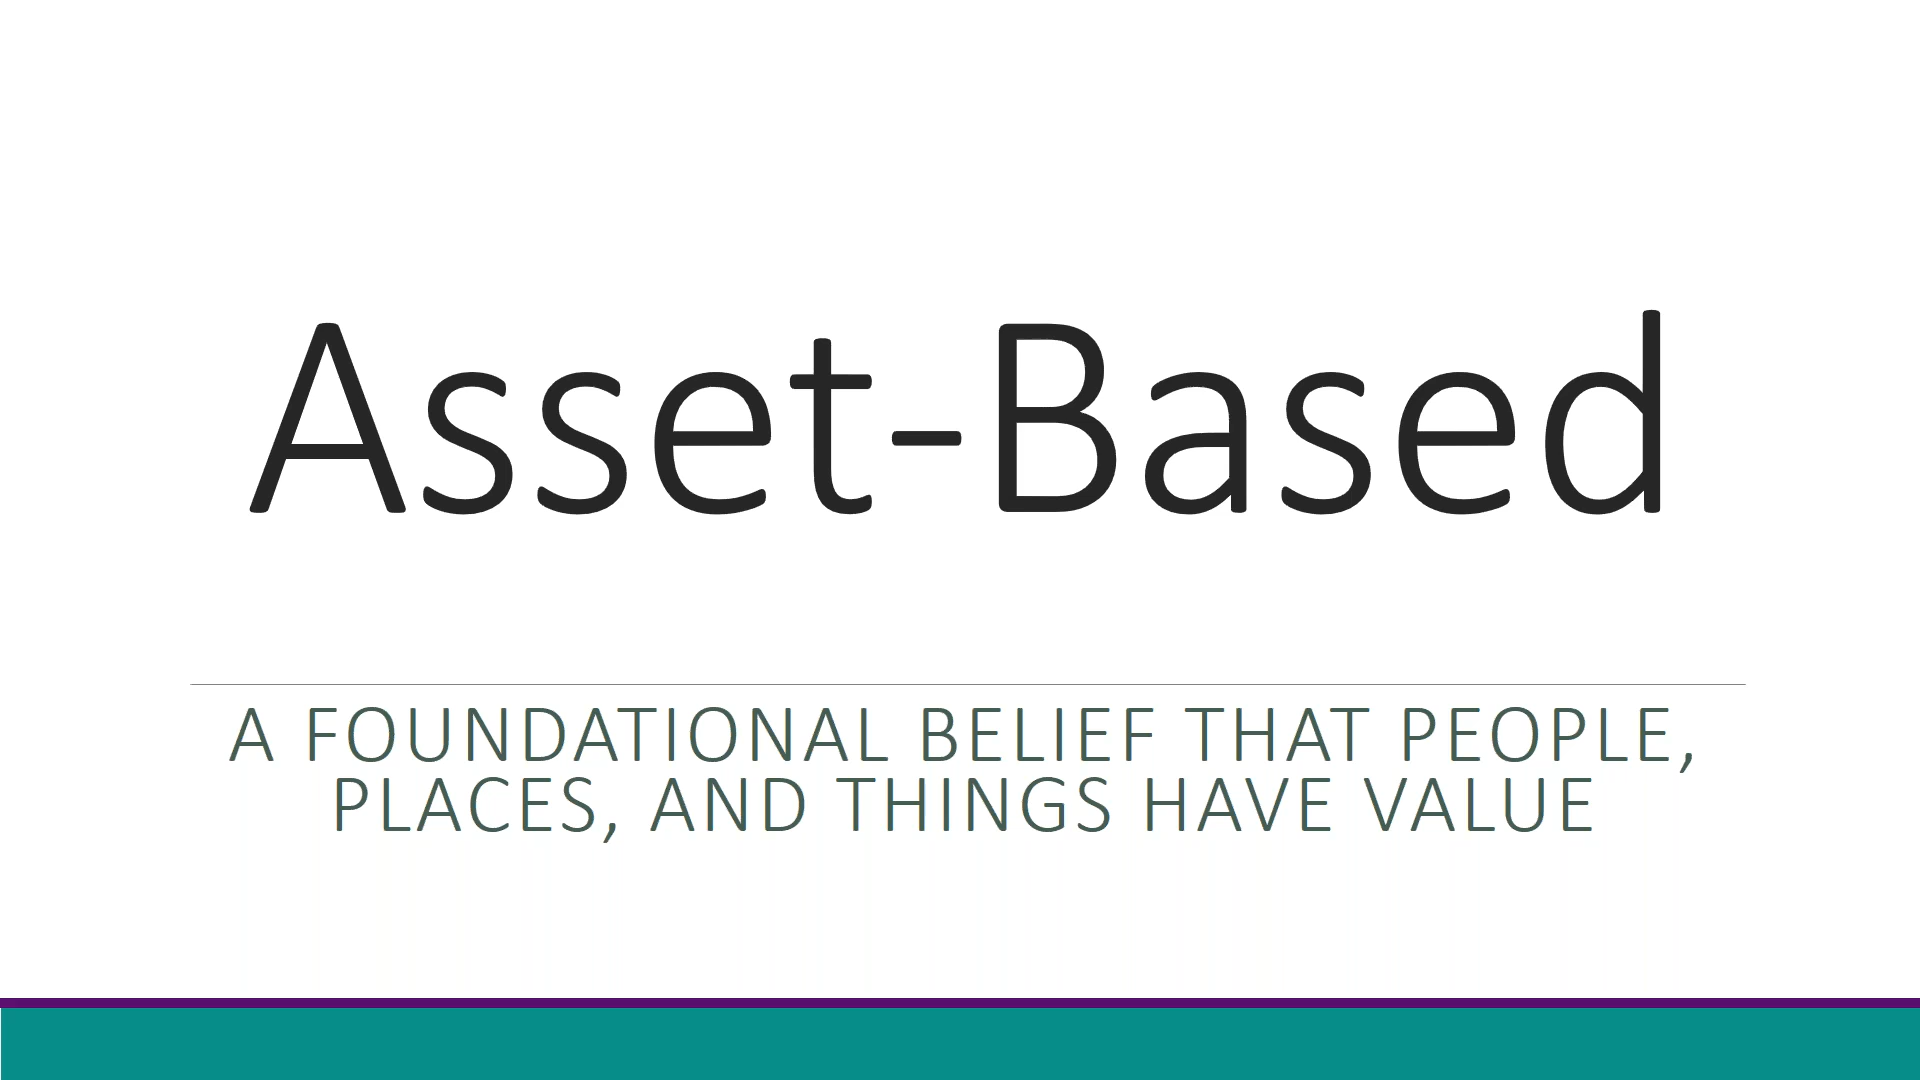 Asset-Based
A FOUNDATIONAL BELIEF THAT PEOPLE,
PLACES, AND THINGS HAVE VALUE